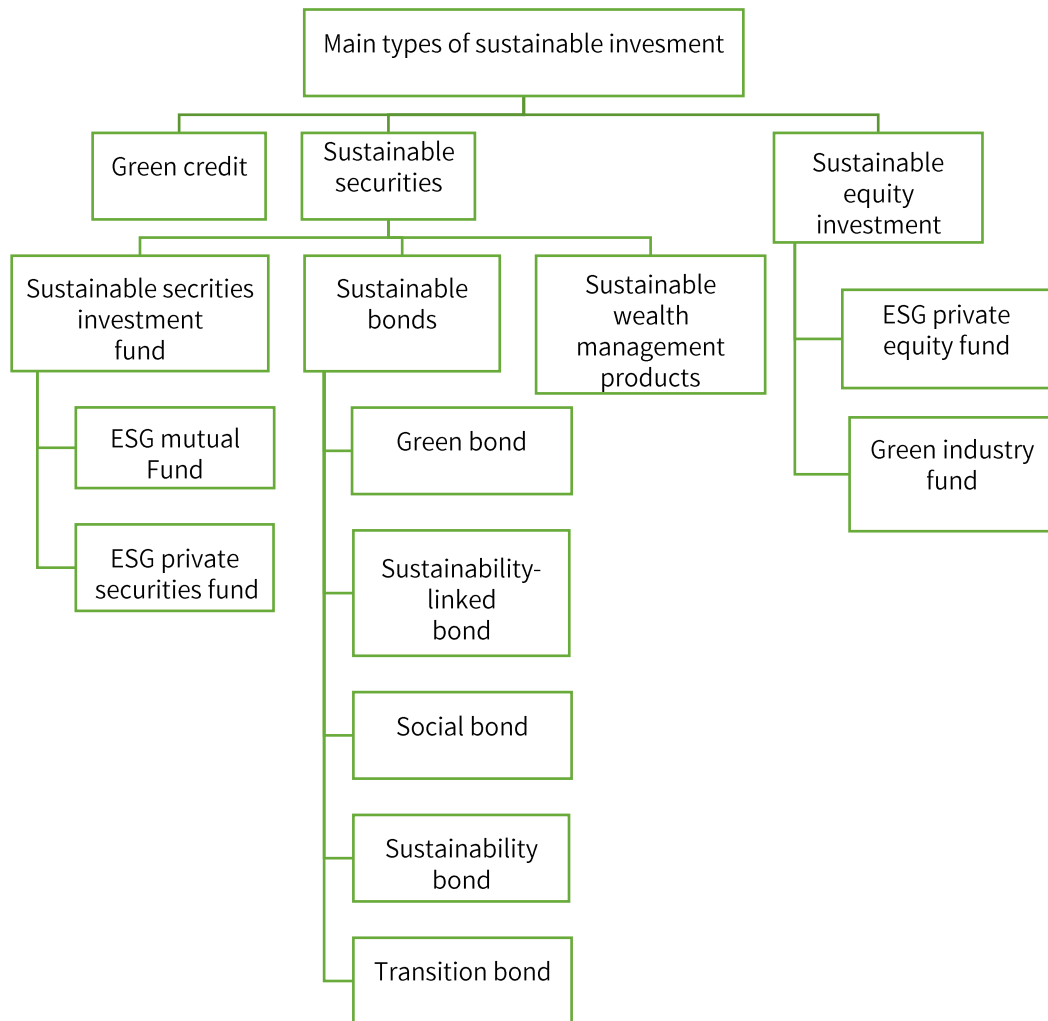 Main types of sustainable invesment
Green credit
Sustainable
securities
Sustainable
equity
investment
Sustainable secrities
investment
fund
Sustainable
bonds
Sustainable
wealth
management
products
ESG private
equity fund
Green industry
fund
ESG mutual
Fund
ESG private
securities fund
Green bond
Sustainability-
linked
bond
Social bond
Sustainability
bond
Transition bond